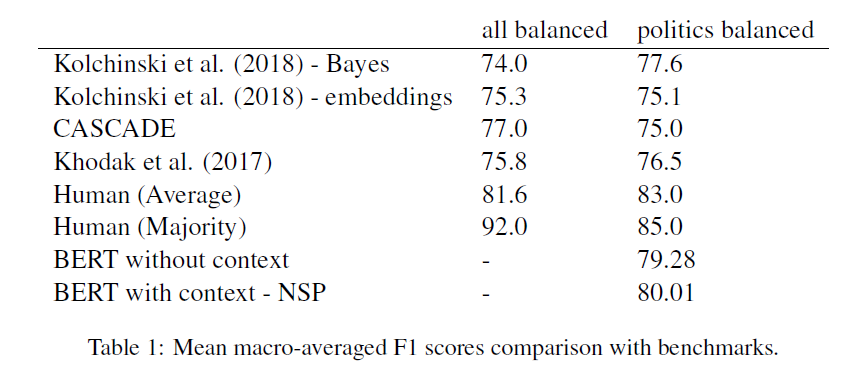 all balanced politics balanced
Kolchinski et al. (2018) - Bayes 74.0 77.6
Kolchinski et al. (2018) - embeddings 75.3 75.1
CASCADE 77.0 75.0
Khodak et al. (2017) 75.8 76.5
Human (Average) 81.6 83.0
Human (Majority) 92.0 85.0
BERT without context - 79.28
BERT with context - NSP - 80.01
Table 1: Mean macro-averaged F1 scores comparison with benchmarks.